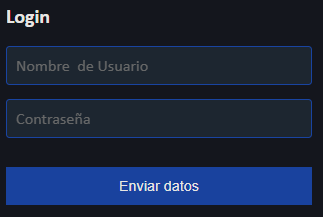 Login
Nombre  de Usuario
Contraseña
Enviar datos